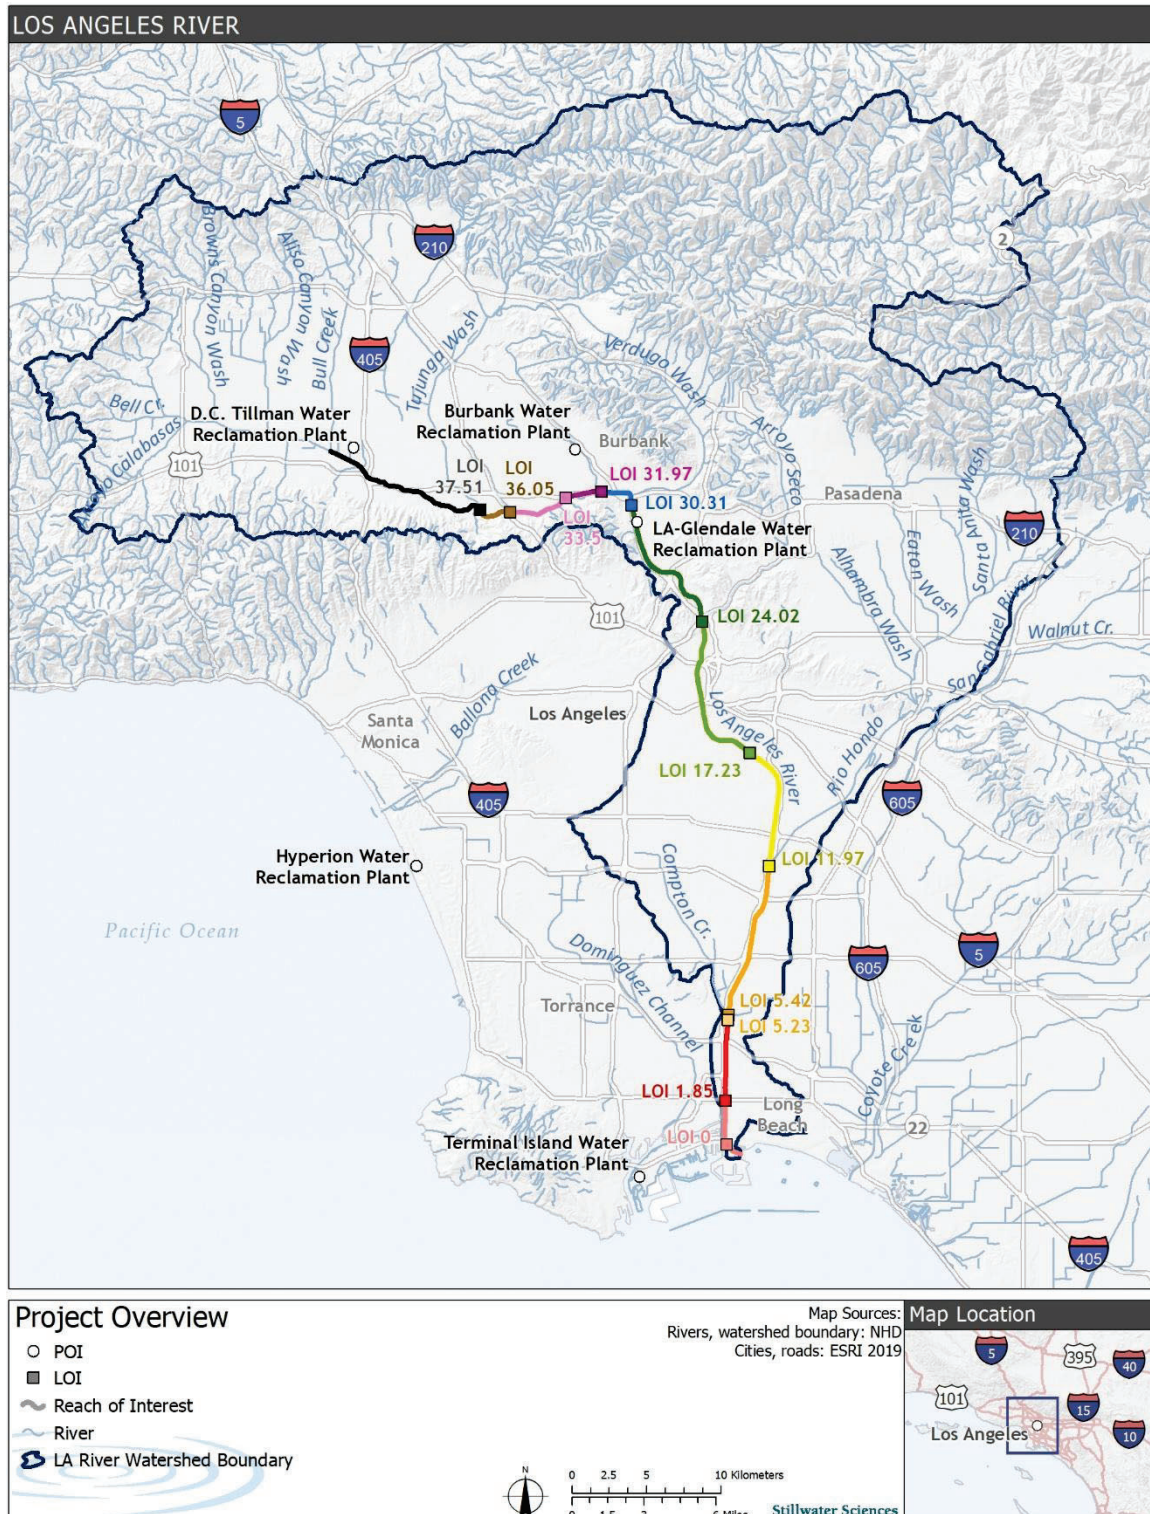 LOS ANGELES RIVER
5
210
2
Browns Canyon Wash
Aliso Canyon Wash
Bull Creek
405
Tujunga Wash
Verdugo Wash
Bell Cr.
Calabasas
D.C. Tillman Water
Reclamation Plant
Burbank Water
Reclamation Plant
Burbank
Arroyo Seco
101
LOI
37.51
LOI
36.05
LOI 31.97
LOI 30.31
LOI
33.5
Pasadena
Santa Anita Wash
Eaton Wash
Alhambra Wash
210
LA-Glendale Water
Reclamation Plant
101
LOI 24.02
San Gabriel River
Walnut Cr.
Ballona Creek
Santa
Monica
Los Angeles
Los Angeles River
LOI 17.23
Rio Hondo
405
605
Hyperion Water
Reclamation Plant
LOI 11.97
Compton Cr.
Pacific Ocean
Dominguez Channel
605
5
Torrance
LOI 5.42
LOI 5.23
Coyote Creek
LOI 1.85
Long
Beach
22
LOI 0
Terminal Island Water
Reclamation Plant
405
Project Overview
POI
LOI
Reach of Interest
River
LA River Watershed Boundary
Map Sources:
Rivers, watershed boundary: NHD
Cities, roads: ESRI 2019
N
0 2.5 5 10 Kilometers
0 1.5 3 6 Miles
Stillwater Sciences
Map Location
5
395
40
101
15
Los Angeles
10